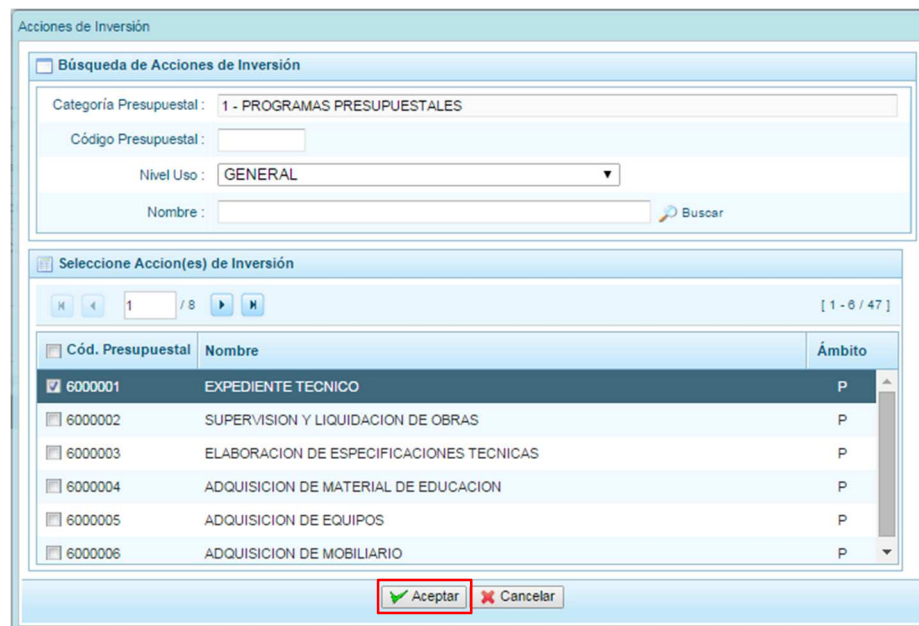 Acciones de Inversión
Búsqueda de Acciones de Inversión
Categoría Presupuestal : 1 - PROGRAMAS PRESUPUESTALES
Código Presupuestal :
Nivel Uso : GENERAL
Nombre : Buscar
Seleccione Accion(es) de Inversión
1 / 8 [ 1 - 6 / 47 ]
Cód. Presupuestal Nombre Ámbito
6000001 EXPEDIENTE TECNICO P
6000002 SUPERVISION Y LIQUIDACION DE OBRAS P
6000003 ELABORACION DE ESPECIFICACIONES TECNICAS P
6000004 ADQUISICION DE MATERIAL DE EDUCACION P
6000005 ADQUISICION DE EQUIPOS P
6000006 ADQUISICION DE MOBILIARIO P
Aceptar Cancelar